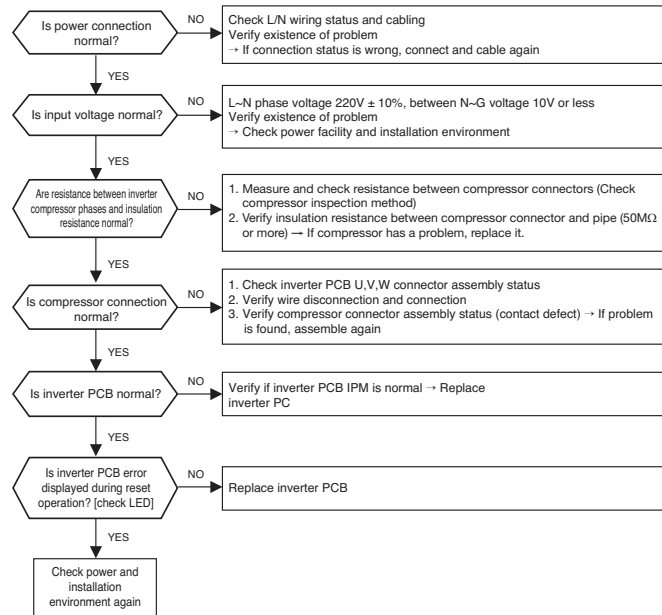 Is power connection
normal?
NO
Check L/N wiring status and cabling
Verify existence of problem
→ If connection status is wrong, connect and cable again
YES
Is input voltage normal?
NO
L~N phase voltage 220V ± 10%, between N~G voltage 10V or less
Verify existence of problem
→ Check power facility and installation environment
YES
Are resistance between inverter
compressor phases and insulation
resistance normal?
NO
1. Measure and check resistance between compressor connectors (Check
compressor inspection method)
2. Verify insulation resistance between compressor connector and pipe (50MΩ
or more) → If compressor has a problem, replace it.
YES
Is compressor connection
normal?
NO
1. Check inverter PCB U,V,W connector assembly status
2. Verify wire disconnection and connection
3. Verify compressor connector assembly status (contact defect) → If problem
is found, assemble again
YES
Is inverter PCB normal?
NO
Verify if inverter PCB IPM is normal → Replace
inverter PC
YES
Is inverter PCB error
displayed during reset
operation? [check LED]
NO
Replace inverter PCB
YES
Check power and
installation
environment again